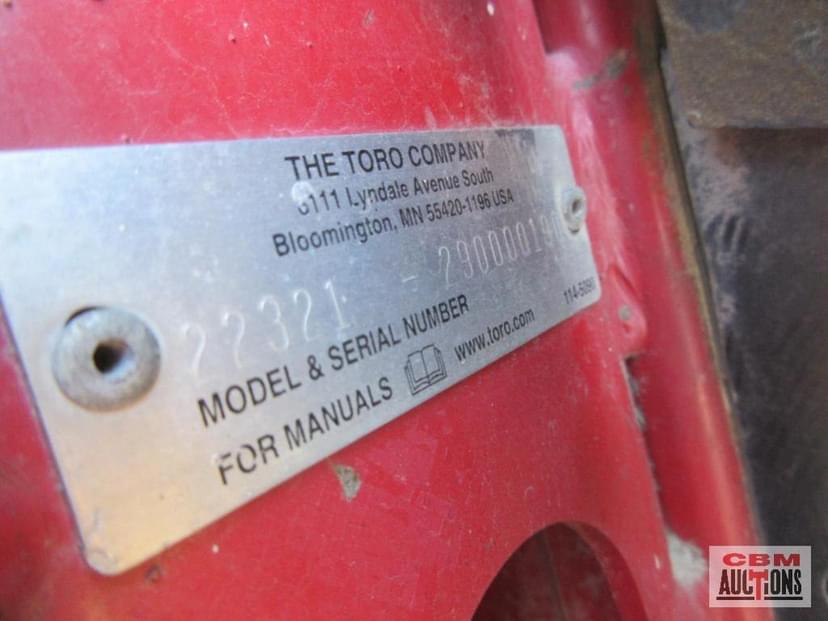 THE TORO COMPANY
8111 Lyndale Avenue South
Bloomington, MN 55420-1196 USA
22321 -
MODEL & SERIAL NUMBER
FOR MANUALS www.toro.com
CBM
AUCTIONS